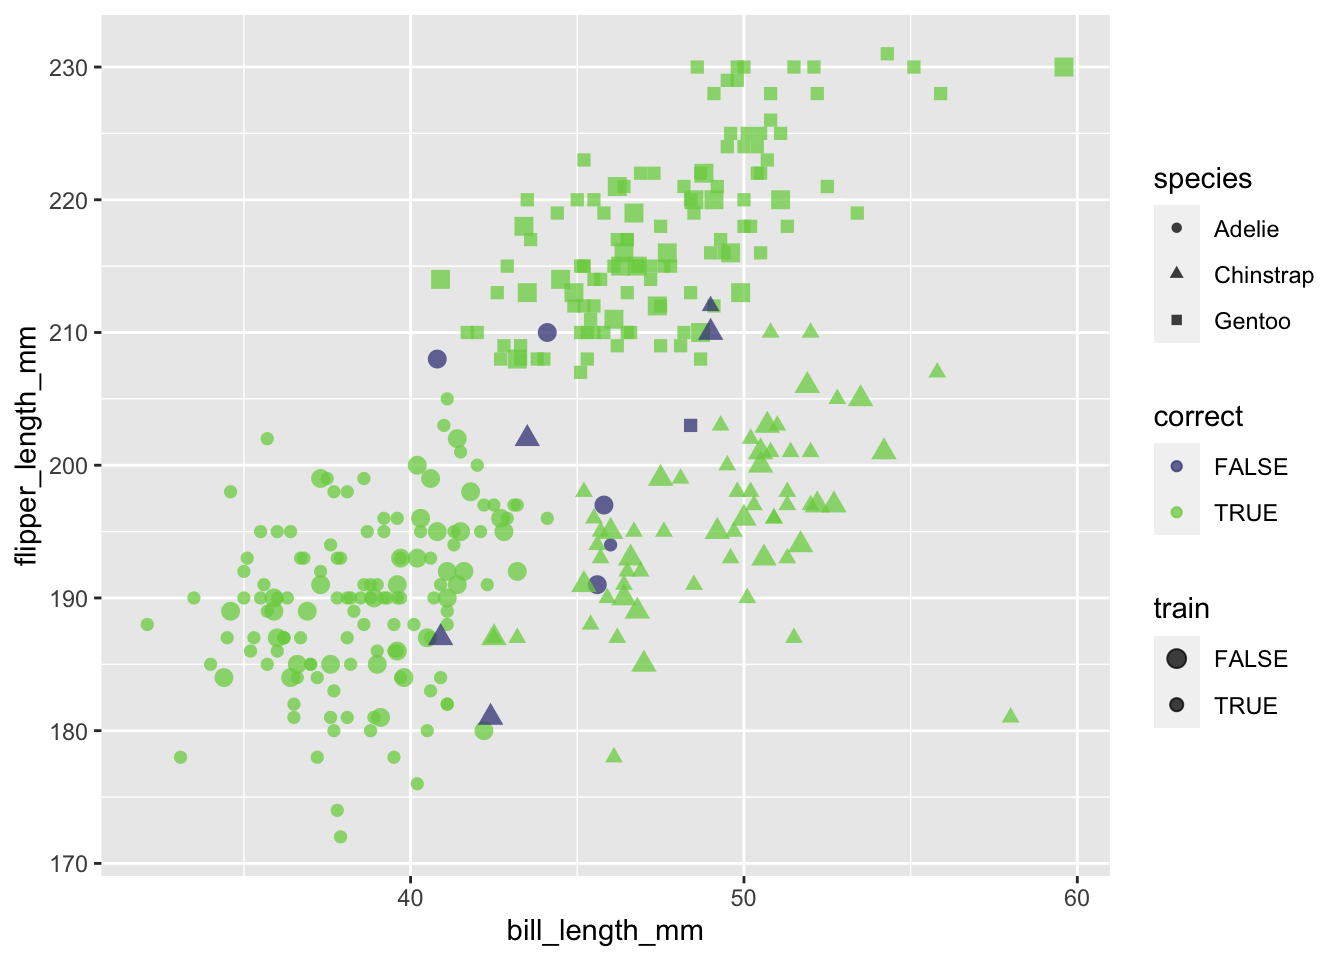 230
220
210
200
190
180
170
flipper_length_mm
40 50 60
bill_length_mm
species
Adelie
Chinstrap
Gentoo
correct
FALSE
TRUE
train
FALSE
TRUE